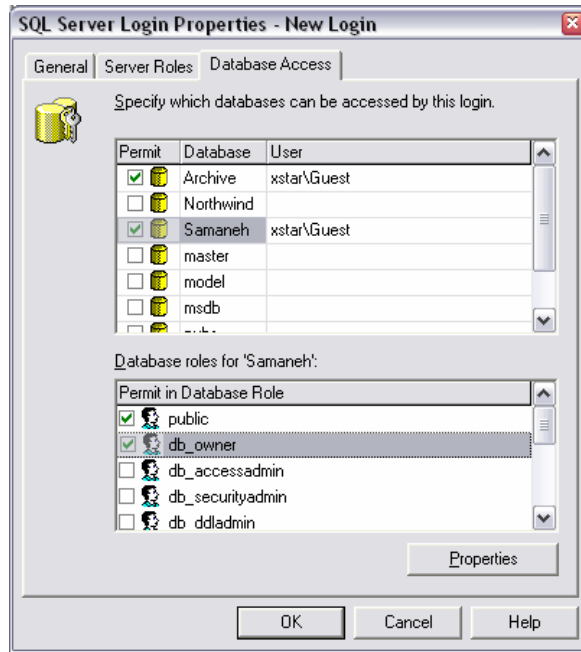 SQL Server Login Properties - New Login
General Server Roles Database Access
Specify which databases can be accessed by this login.
Permit Database User
Archive xstar\Guest
Northwind
Samaneh xstar\Guest
master
model
msdb
Database roles for 'Samaneh':
Permit in Database Role
public
db_owner
db_accessadmin
db_securityadmin
db_ddladmin
Properties
OK Cancel Help